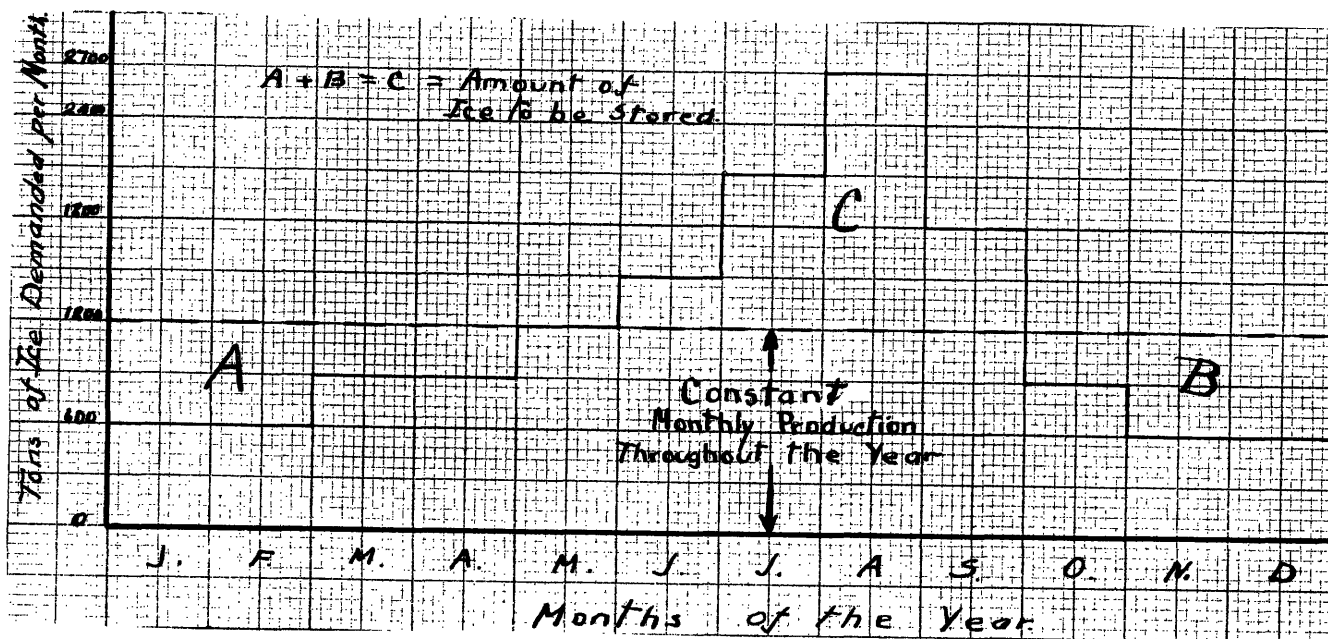 Tons of Ice Demanded per Month.
2700
2400
1200
1200
600
0
A + B = C = Amount of
Ice to be Stored.
A
B
C
Constant
Monthly Production
Throughout the Year
J. F. M. A. M. J. J. A S. O. N. D
Months of the Year